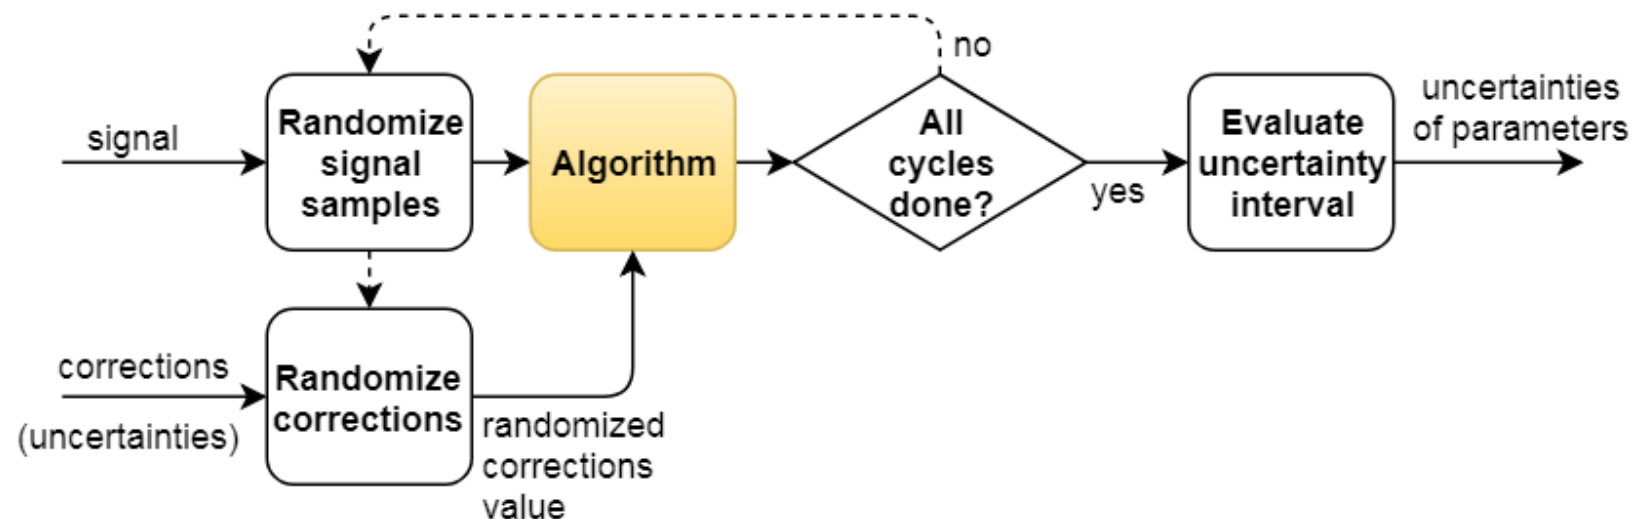 no
signal
Randomize
signal
samples
Algorithm
All
cycles
done?
yes
Evaluate
uncertainty
interval
uncertainties
of parameters
corrections
(uncertainties)
Randomize
corrections
randomized
corrections
value